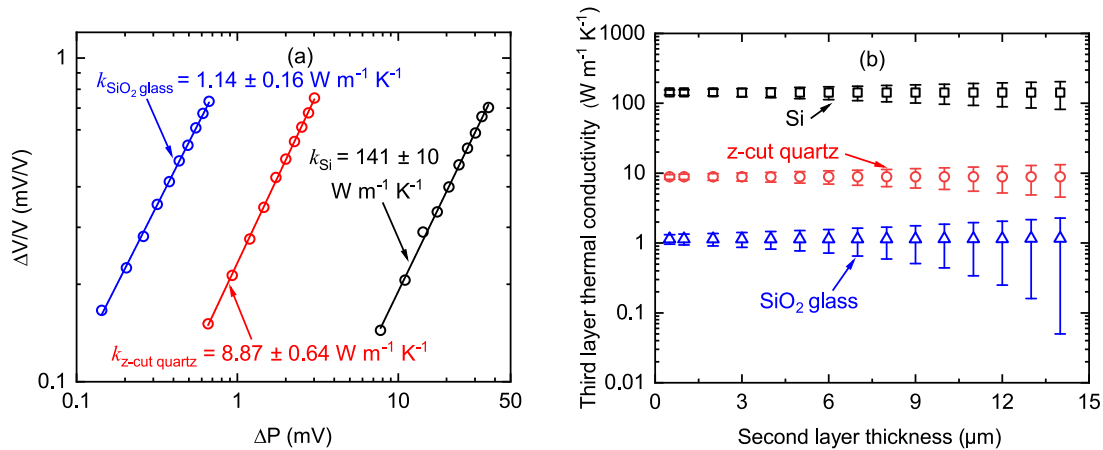 (a)
k SiO2 glass = 1.14 ± 0.16 W m⁻¹ K⁻¹
k Si = 141 ± 10
W m⁻¹ K⁻¹
k z-cut quartz = 8.87 ± 0.64 W m⁻¹ K⁻¹
ΔV/V (mV/V)
1
0.1
0.1 1 10 50
ΔP (mV)
(b)
Third layer thermal conductivity (W m⁻¹ K⁻¹)
1000
100
10
1
0.1
0.01
Si
z-cut quartz
SiO2 glass
0 3 6 9 12 15
Second layer thickness (μm)